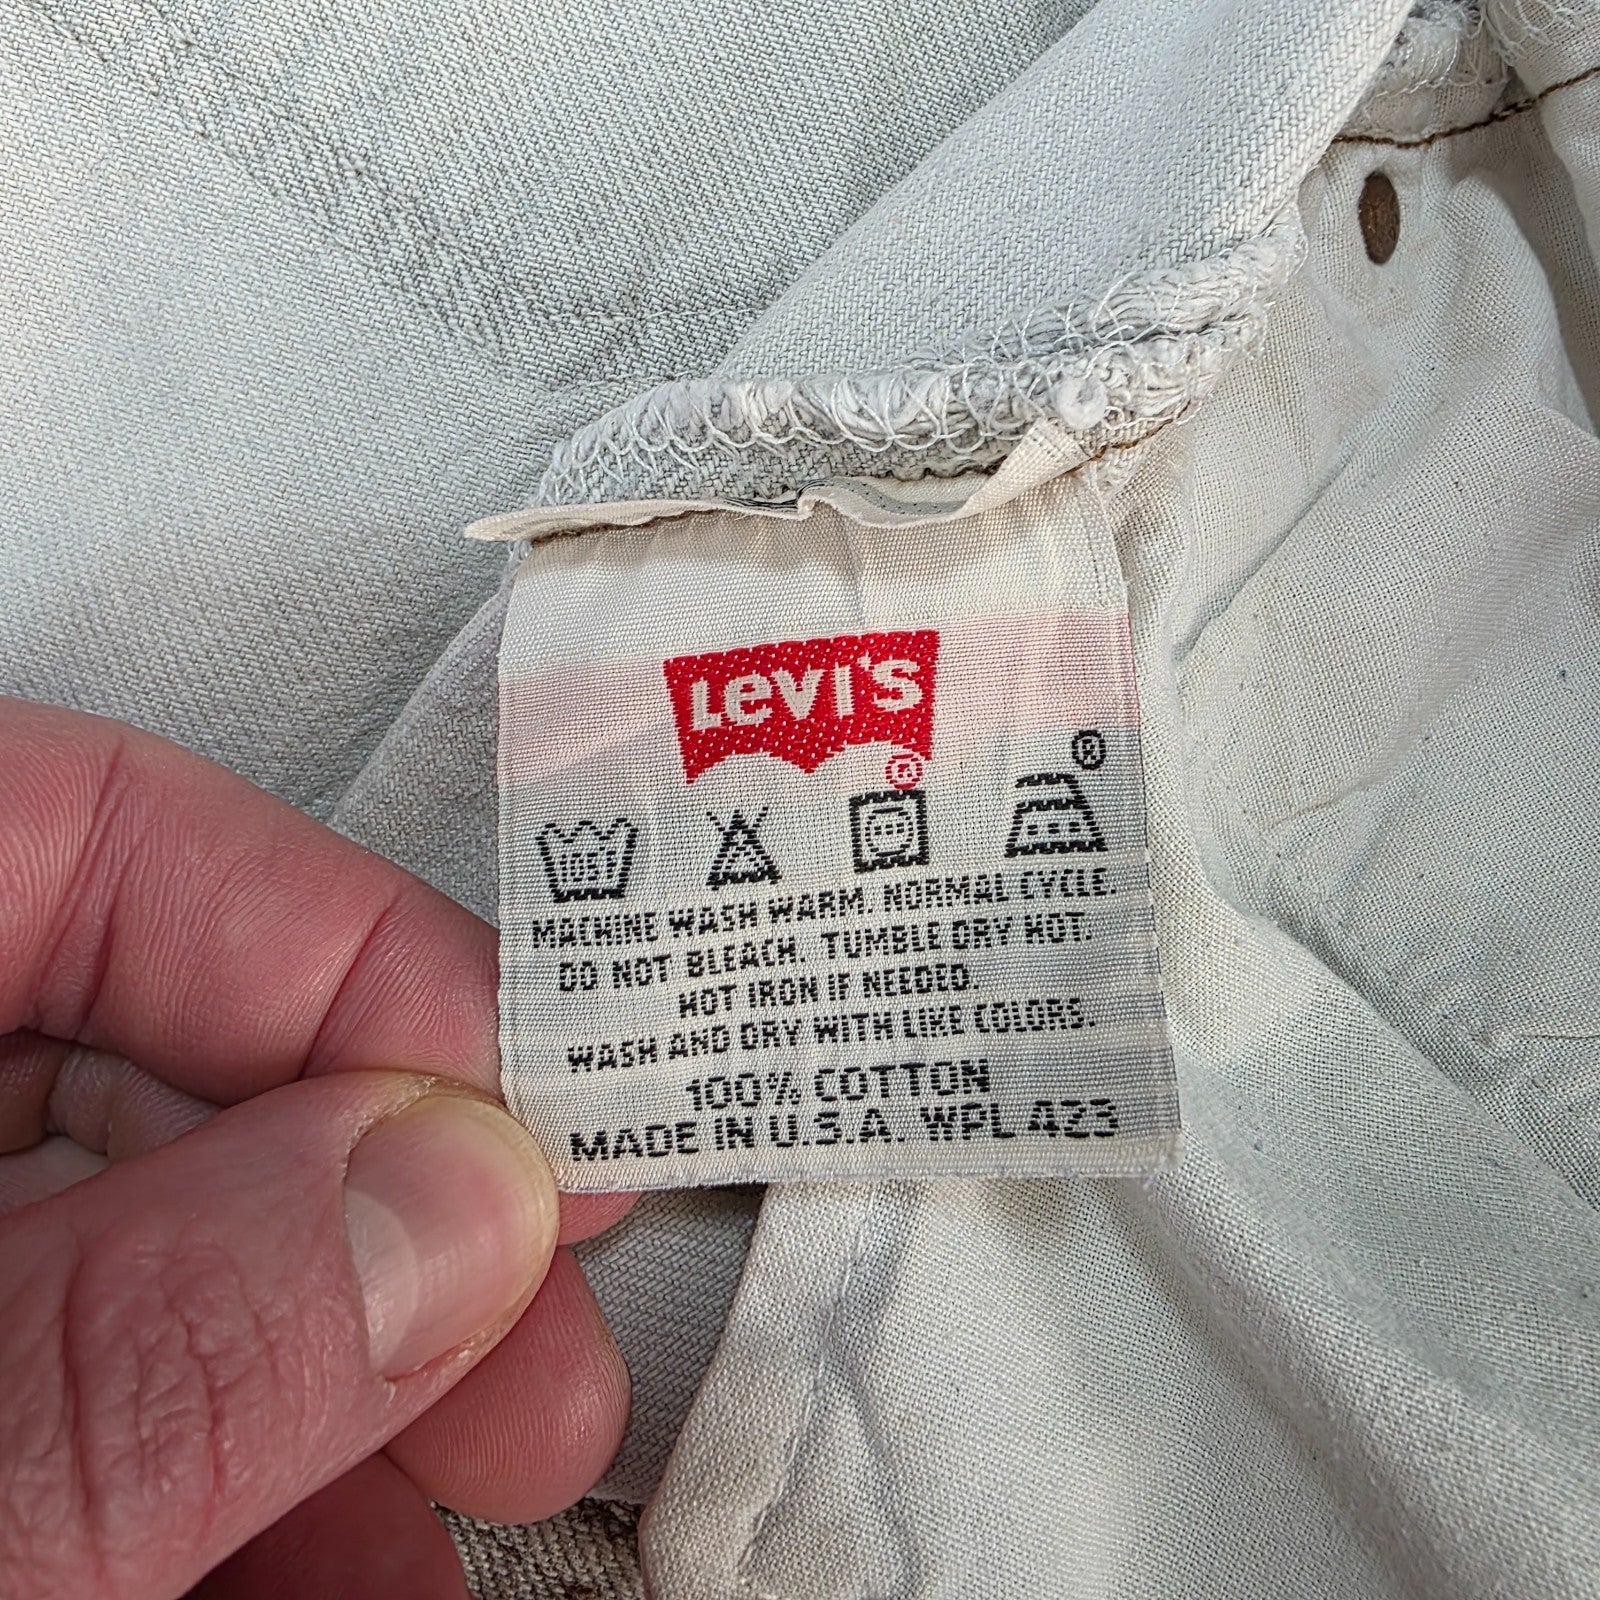 Levi's
®
®
105F
MACHINE WASH WARM. NORMAL CYCLE.
DO NOT BLEACH. TUMBLE DRY HOT.
HOT IRON IF NEEDED.
WASH AND DRY WITH LIKE COLORS.
100% COTTON
MADE IN U.S.A. WPL 423